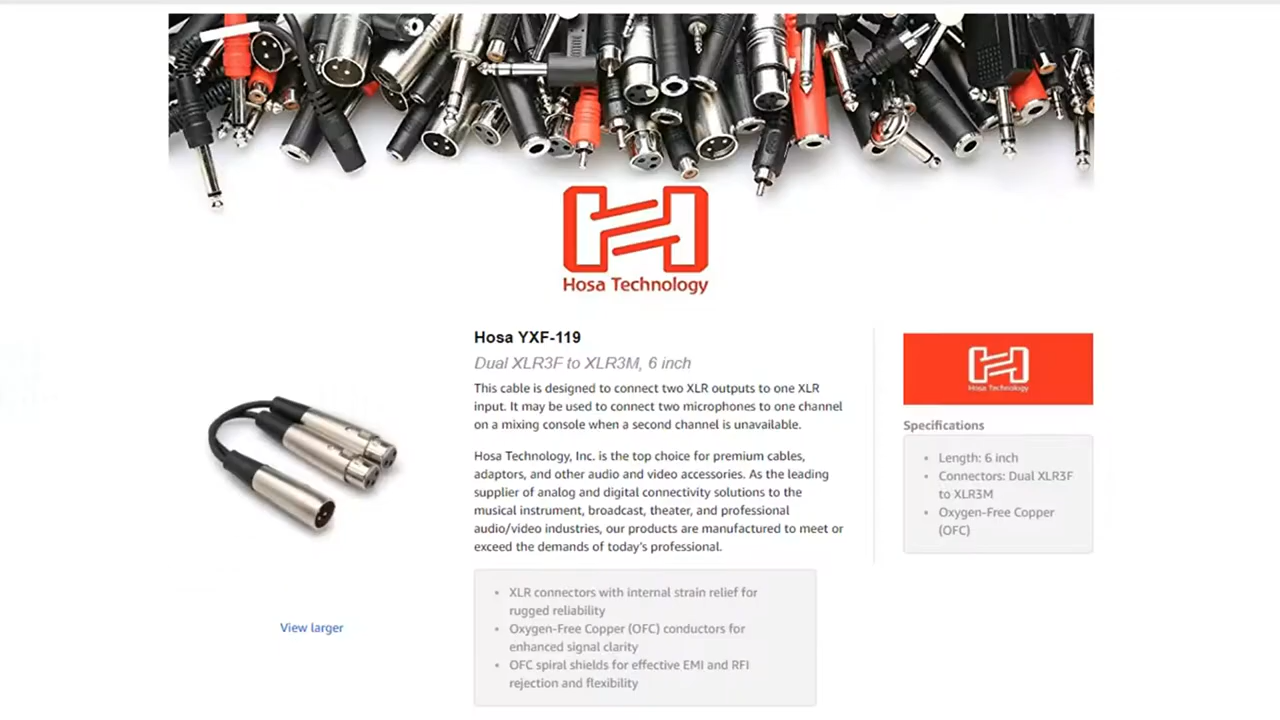 Hosa Technology
Hosa YXF-119
Dual XLR3F to XLR3M, 6 inch
This cable is designed to connect two XLR outputs to one XLR
input. It may be used to connect two microphones to one channel
on a mixing console when a second channel is unavailable.
Hosa Technology, Inc. is the top choice for premium cables,
adaptors, and other audio and video accessories. As the leading
supplier of analog and digital connectivity solutions to the
musical instrument, broadcast, theater, and professional
audio/video industries, our products are manufactured to meet or
exceed the demands of today's professional.
• XLR connectors with internal strain relief for
rugged reliability
• Oxygen-Free Copper (OFC) conductors for
enhanced signal clarity
• OFC spiral shields for effective EMI and RFI
rejection and flexibility
View larger
Hosa Technology
Specifications
• Length: 6 inch
• Connectors: Dual XLR3F
to XLR3M
• Oxygen-Free Copper
(OFC)